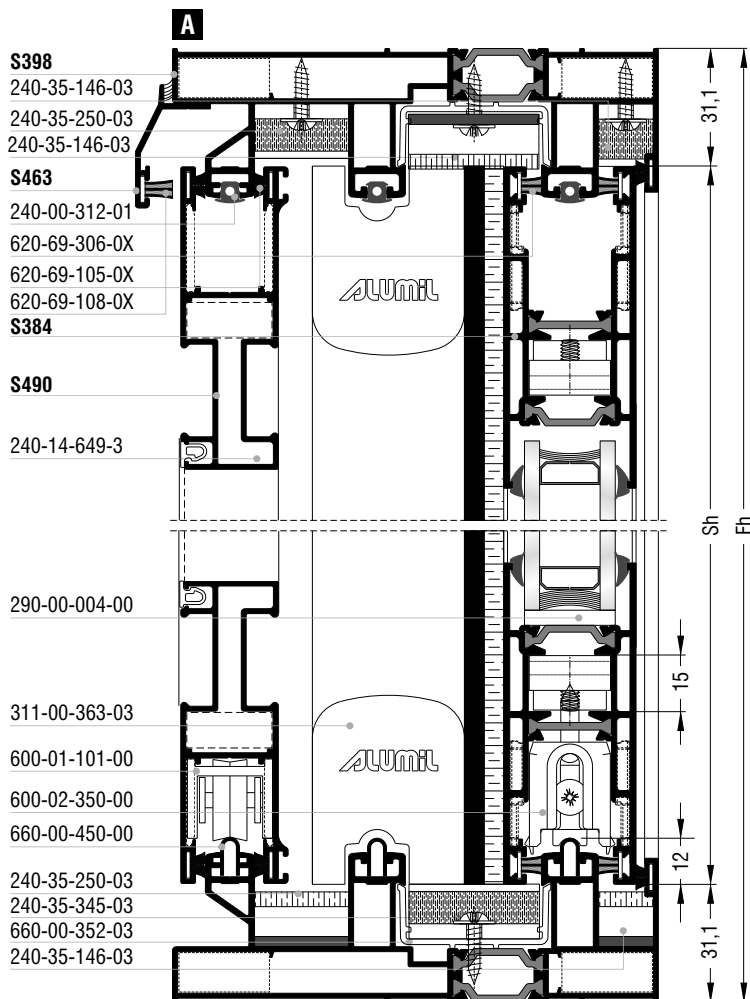 A
S398
240-35-146-03
240-35-250-03
240-35-146-03
S463
240-00-312-01
620-69-306-0X
620-69-105-0X
620-69-108-0X
S384
S490
240-14-649-3
290-00-004-00
311-00-363-03
600-01-101-00
600-02-350-00
660-00-450-00
240-35-250-03
240-35-345-03
660-00-352-03
240-35-146-03
ALUMIL
ALUMIL
31,1
Sh
Fh
15
12
31,1